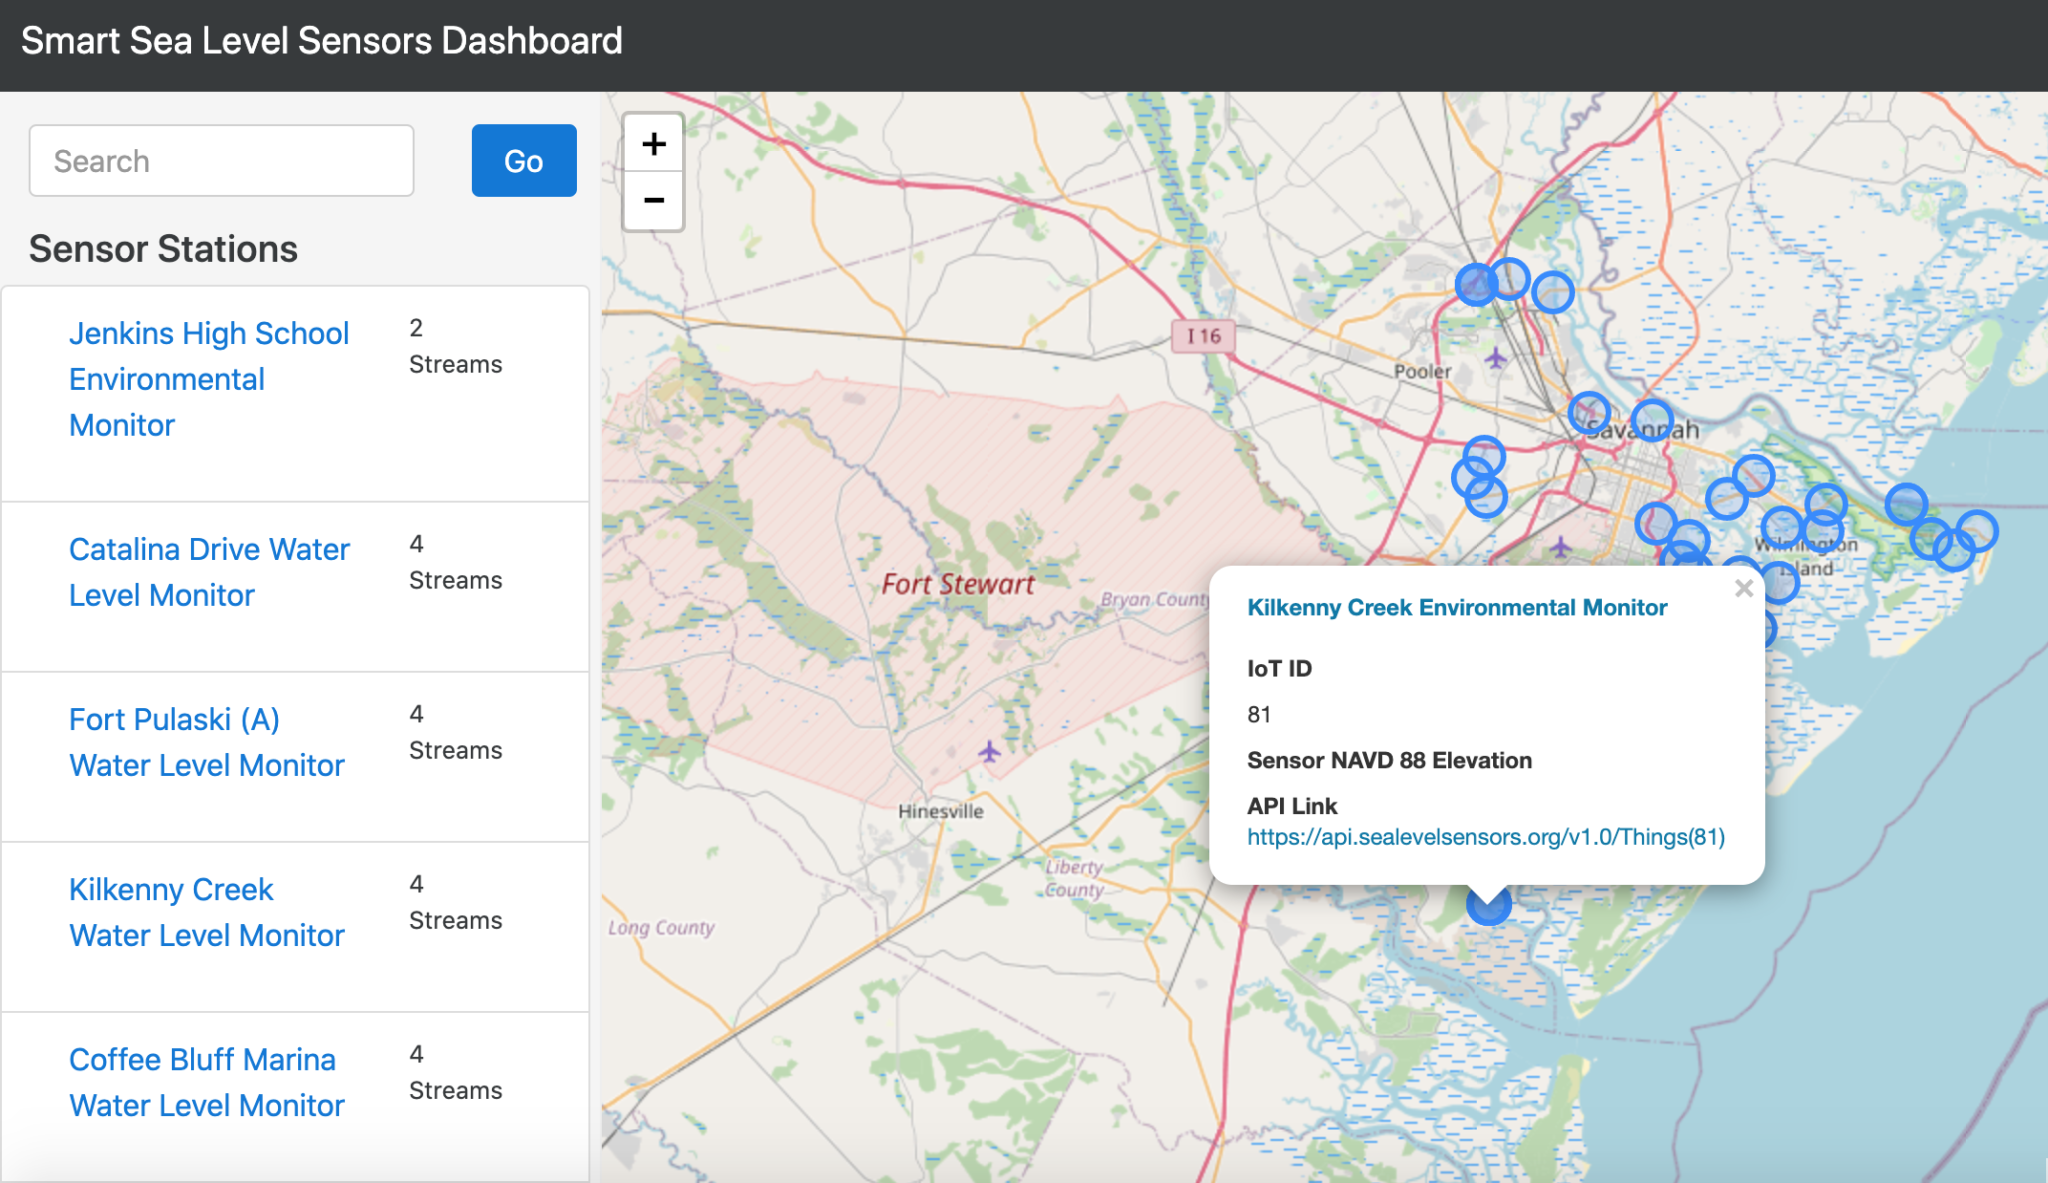 Smart Sea Level Sensors Dashboard
Search
Go
Sensor Stations
Jenkins High School
Environmental
Monitor
2
Streams
Catalina Drive Water
Level Monitor
4
Streams
Fort Pulaski (A)
Water Level Monitor
4
Streams
Kilkenny Creek
Water Level Monitor
4
Streams
Coffee Bluff Marina
Water Level Monitor
4
Streams
+
−
I 16
Pooler
Savannah
Wilmington
Island
Fort Stewart
Bryan County
Hinesville
Liberty
County
Long County
×
Kilkenny Creek Environmental Monitor
IoT ID
81
Sensor NAVD 88 Elevation
API Link
https://api.sealevelsensors.org/v1.0/Things(81)